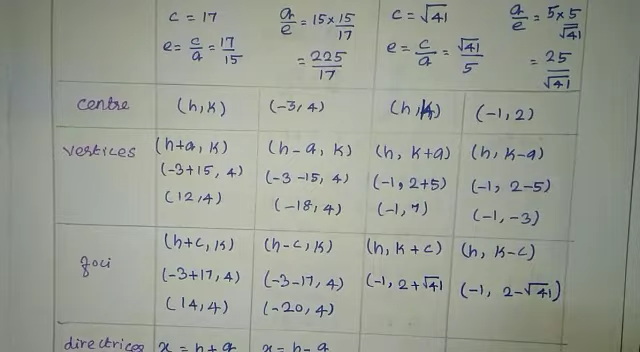 c = 17
a/e = 15 × 15/17
c = √41
a/e = 5×5/√41
e = c/a = 17/15
= 225/17
e = c/a = √41/5
= 25/√41
centre (h, k) (-3, 4) (h, k) (-1, 2)
vertices (h+a, k) (h-a, k) (h, k+a) (h, k-a)
(-3+15, 4) (-3-15, 4) (-1, 2+5) (-1, 2-5)
(12, 4) (-18, 4) (-1, 7) (-1, -3)
foci (h+c, k) (h-c, k) (h, k+c) (h, k-c)
(-3+17, 4) (-3-17, 4) (-1, 2+√41 (-1, 2-√41)
(14, 4) (-20, 4)
directrices x = h+a x = h-a